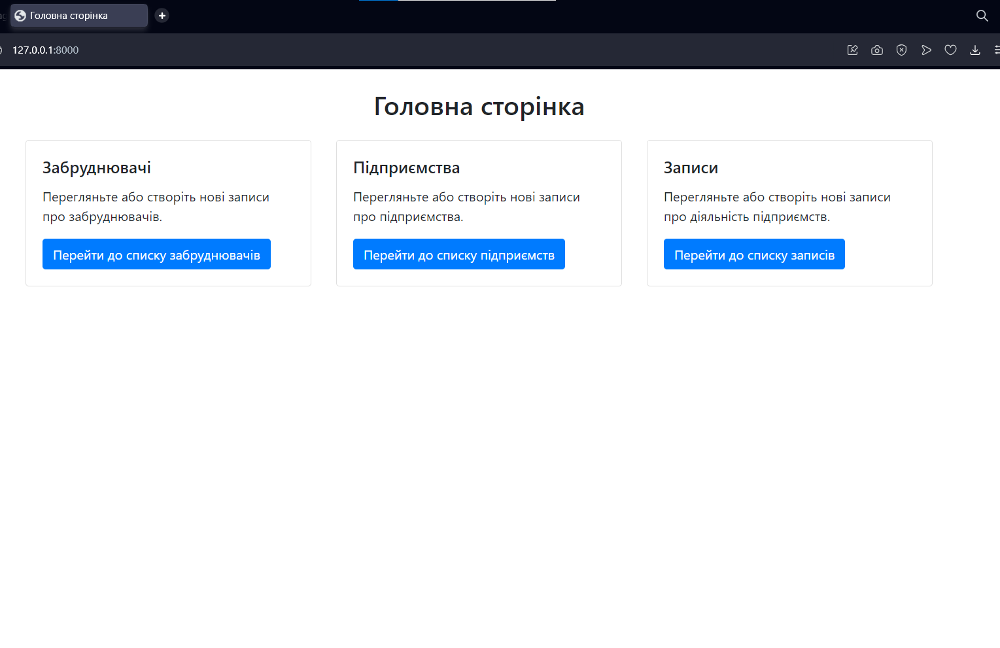 Головна сторінка
127.0.0.1:8000
Головна сторінка
Забруднювачі
Перегляньте або створіть нові записи
про забруднювачів.
Перейти до списку забруднювачів
Підприємства
Перегляньте або створіть нові записи
про підприємства.
Перейти до списку підприємств
Записи
Перегляньте або створіть нові записи
про діяльність підприємств.
Перейти до списку записів